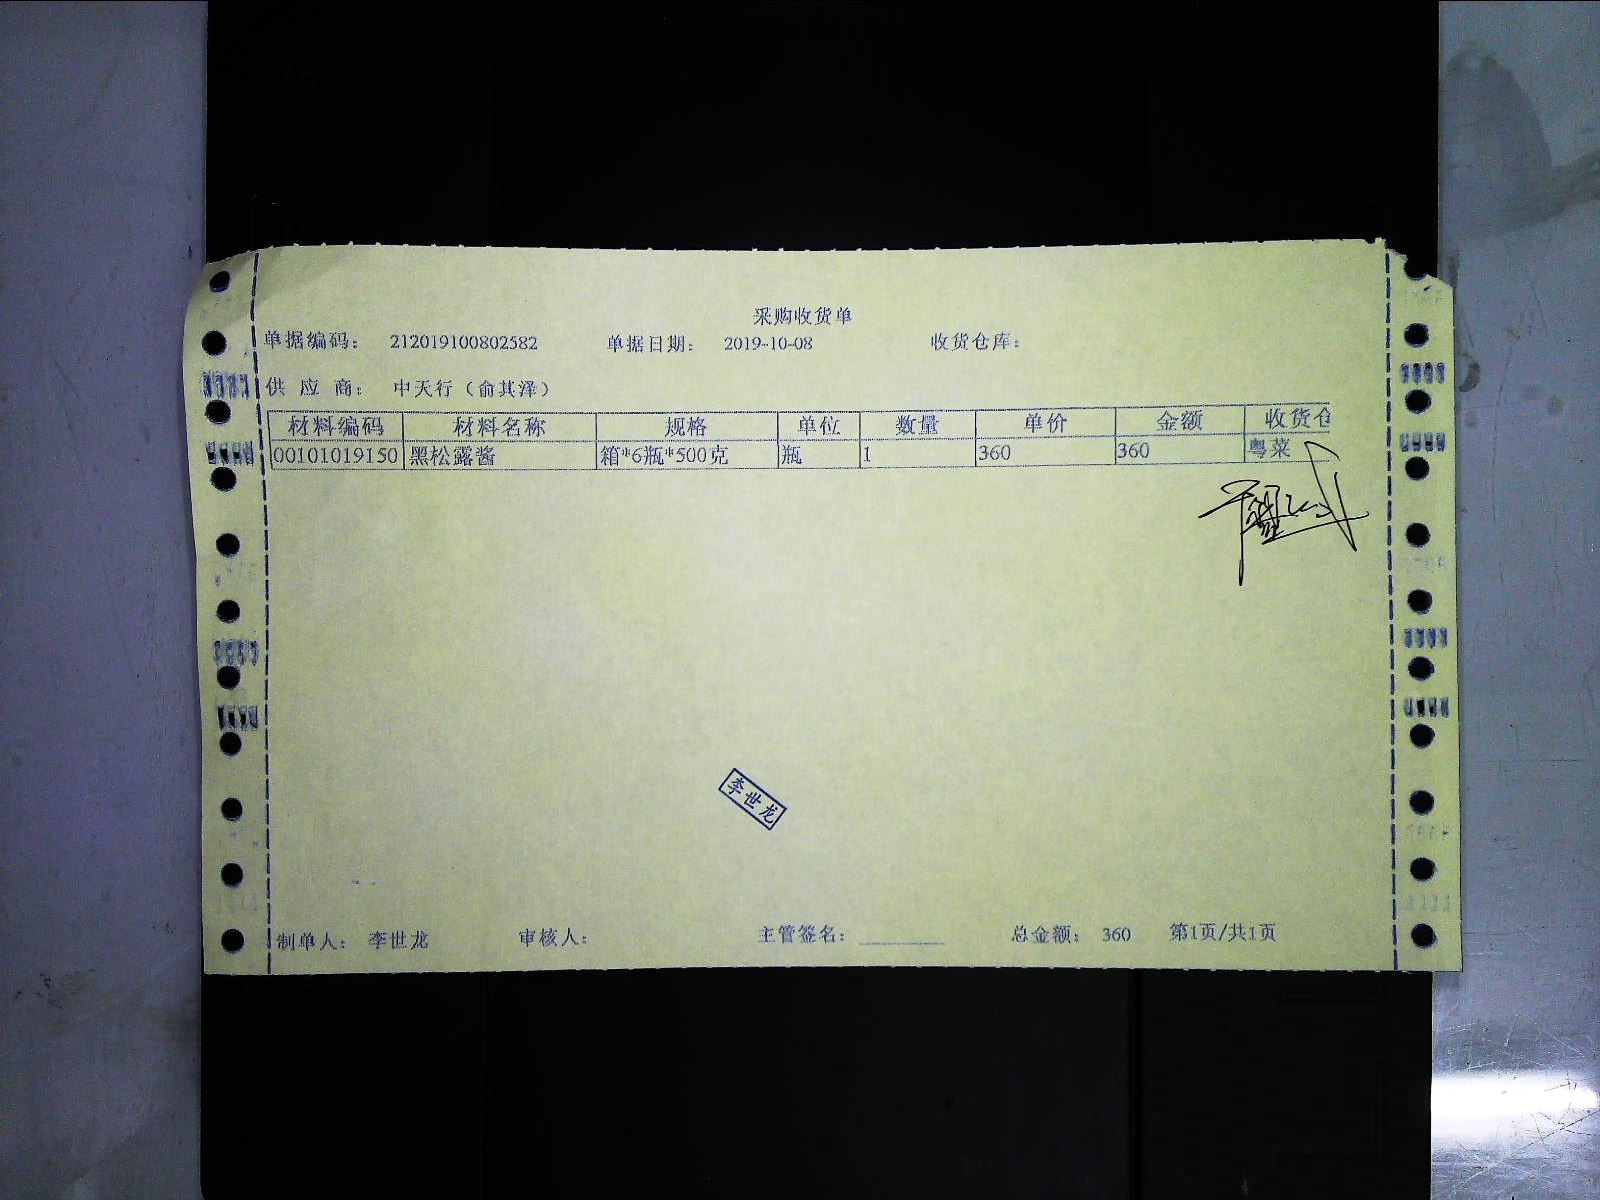 采购收货单
单据编码： 212019100802582 单据日期： 2019-10-08 收货仓库：
供 应 商： 中天行（俞其泽）
材料编码 材料名称 规格 单位 数量 单价 金额 收货仓
00101019150 黑松露酱 箱*6瓶*500克 瓶 1 360 360 粤菜
李世龙
制单人： 李世龙 审核人： 主管签名： 总金额： 360 第1页/共1页